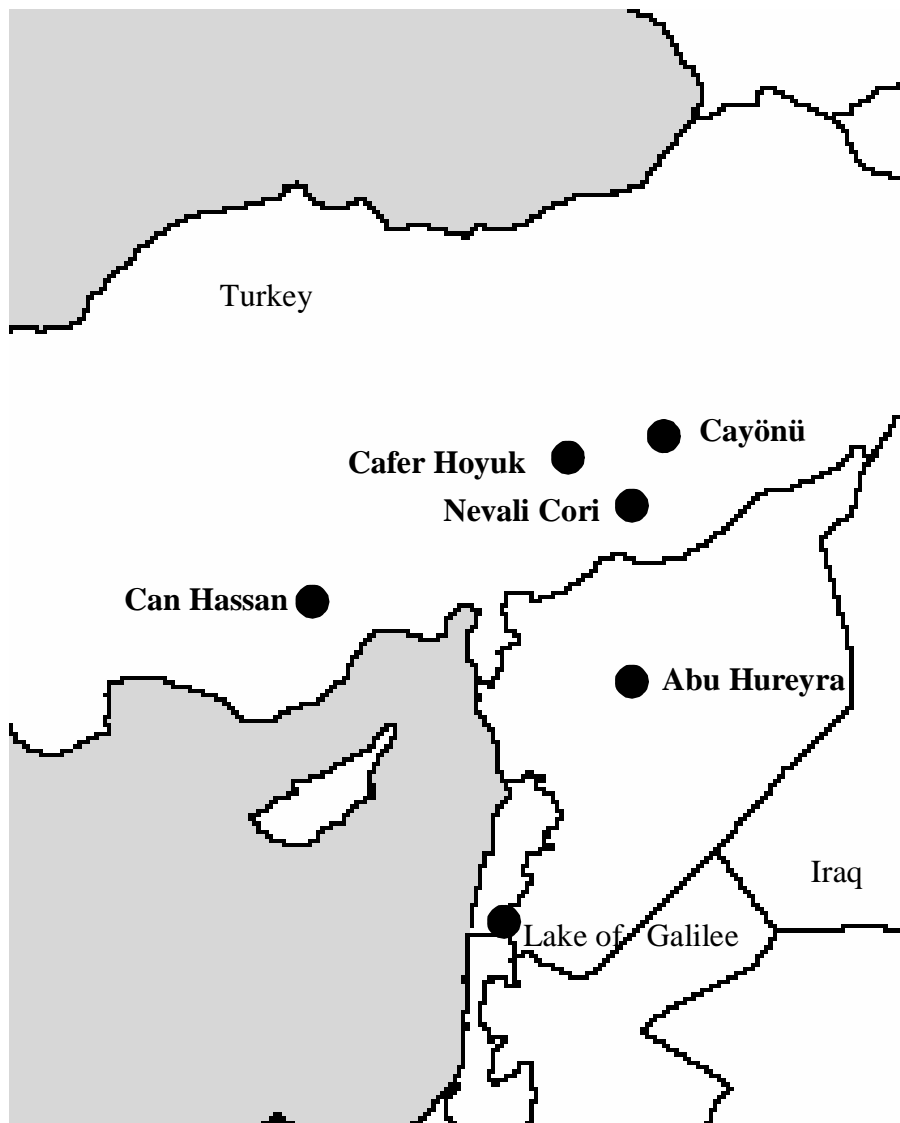 Turkey
Cayönü
Cafer Hoyuk
Nevali Cori
Can Hassan
Abu Hureyra
Iraq
Lake of Galilee